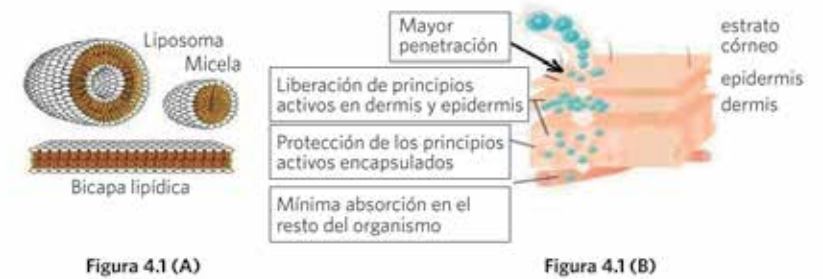 Liposoma
Micela
Bicapa lipídica
Figura 4.1 (A)
Mayor
penetración
Liberación de principios
activos en dermis y epidermis
Protección de los principios
activos encapsulados
Mínima absorción en el
resto del organismo
estrato
córneo
epidermis
dermis
Figura 4.1 (B)